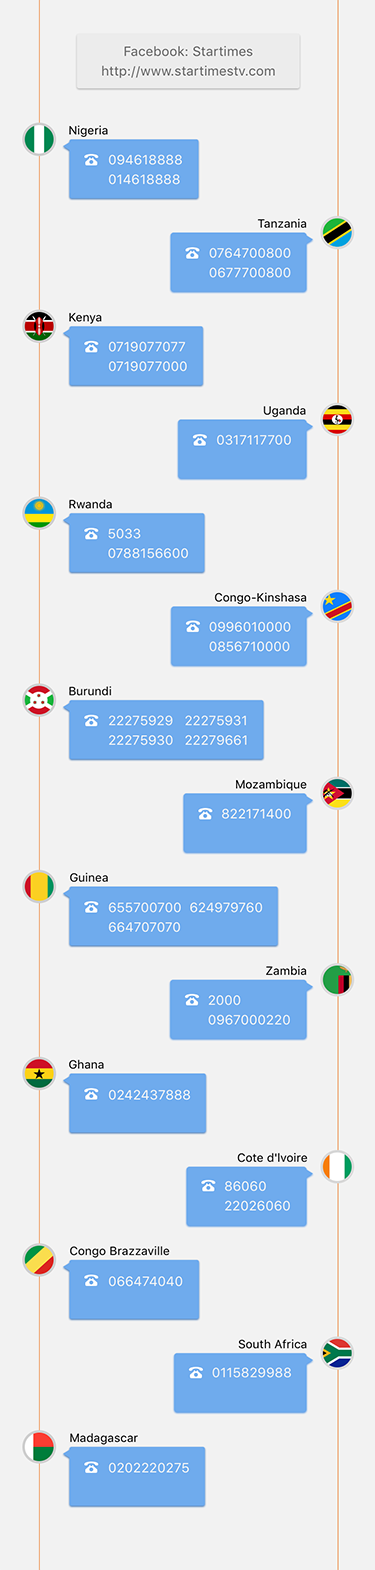 Facebook: Startimes
http://www.startimestv.com
Nigeria
094618888
014618888
Tanzania
0764700800
0677700800
Kenya
0719077077
0719077000
Uganda
0317117700
Rwanda
5033
0788156600
Congo-Kinshasa
0996010000
0856710000
Burundi
22275929 22275931
22275930 22279661
Mozambique
822171400
Guinea
655700700 624979760
664707070
Zambia
2000
0967000220
Ghana
0242437888
Cote d'Ivoire
86060
22026060
Congo Brazzaville
066474040
South Africa
0115829988
Madagascar
0202220275